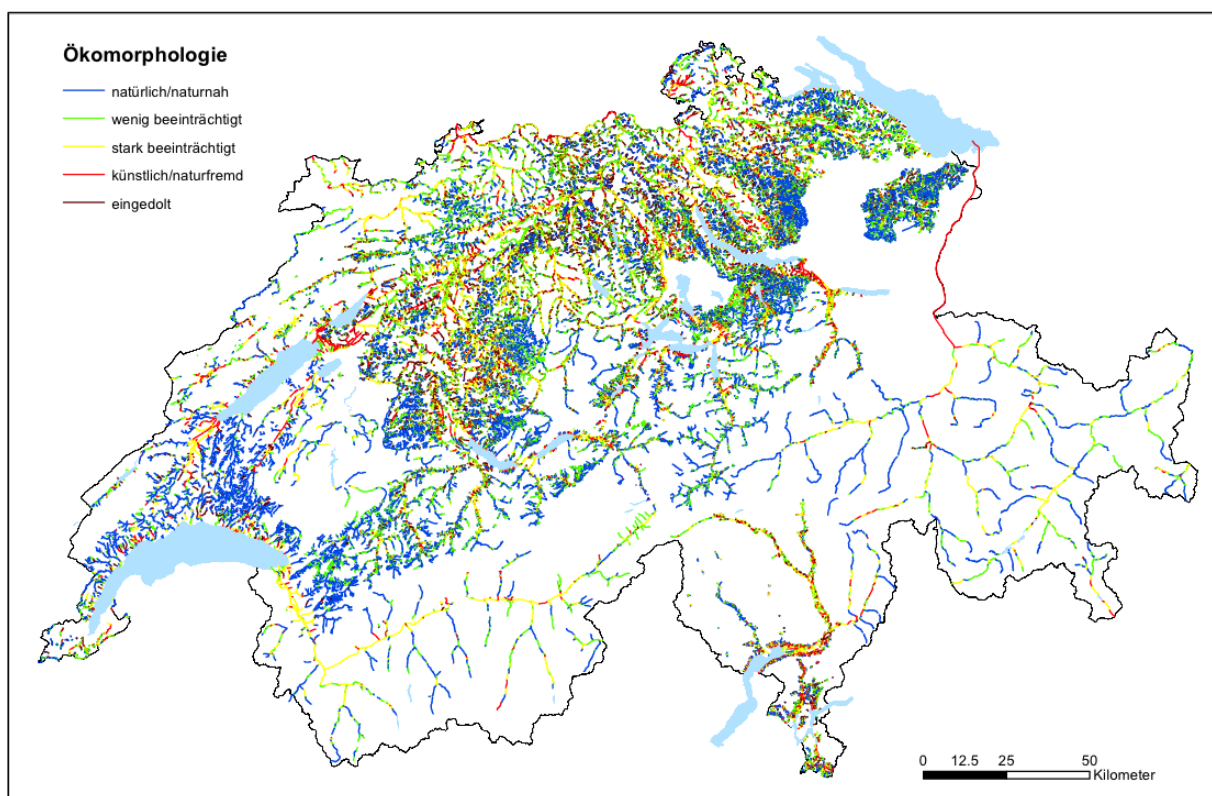 Ökomorphologie
natürlich/naturnah
wenig beeinträchtigt
stark beeinträchtigt
künstlich/naturfremd
eingedolt
0 12.5 25 50
Kilometer